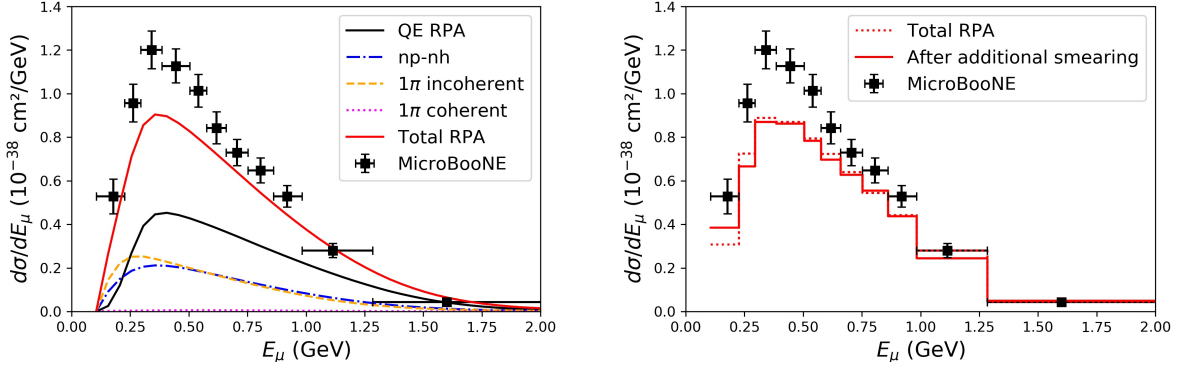 1.4
1.2
1.0
0.8
0.6
0.4
0.2
0.0
0.00 0.25 0.50 0.75 1.00 1.25 1.50 1.75 2.00
dσ/dE_μ (10⁻³⁸ cm²/GeV)
E_μ (GeV)
QE RPA
np-nh
1π incoherent
1π coherent
Total RPA
MicroBooNE
1.4
1.2
1.0
0.8
0.6
0.4
0.2
0.0
0.00 0.25 0.50 0.75 1.00 1.25 1.50 1.75 2.00
dσ/dE_μ (10⁻³⁸ cm²/GeV)
E_μ (GeV)
Total RPA
After additional smearing
MicroBooNE